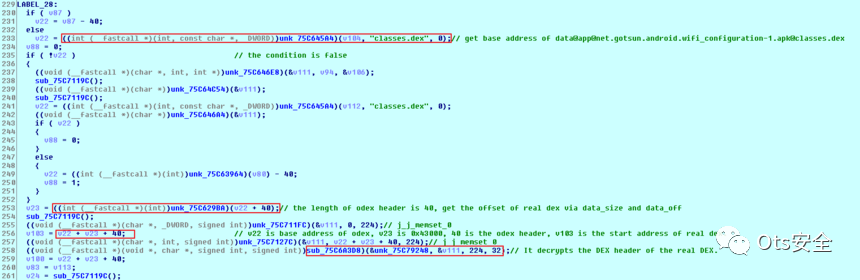 229 LABEL_28:
230 if ( v87 )
231 v22 = v87 - 40;
232 else
233 v22 = ((int (__fastcall *)(int, const char *, _DWORD))unk_75C645A4)(v104, "classes.dex", 0);// get base address of data@app@net.gotsun.android.wifi_configuration-1.apk@classes.dex
234 v88 = 0;
235 if ( !v22 ) // the condition is False
236 {
237 ((void (__fastcall *)(char *, int, int *))unk_75C646E8)(&v111, v94, &v106);
238 sub_75C7119C();
239 ((void (__fastcall *)(char *))unk_75C64C54)(&v111);
240 sub_75C7119C();
241 v22 = ((int (__fastcall *)(int, const char *, _DWORD))unk_75C645A4)(v112, "classes.dex", 0);
242 ((void (__fastcall *)(char *))unk_75C646A4)(&v111);
243 if ( v22 )
244 {
245 v88 = 0;
246 }
247 else
248 {
249 v22 = ((int (__fastcall *)(int))unk_75C63964)(v80) - 40;
250 v88 = 1;
251 }
252 }
253 v23 = ((int (__fastcall *)(int))unk_75C629BA)(v22 + 40);// the length of odex header is 40, get the offset of real dex via data_size and data_off
254 sub_75C7119C();
255 ((void (__fastcall *)(char *, _DWORD, signed int))unk_75C711FC)(&v111, 0, 224);// j_j_memset_0
256 v103 = v22 + v23 + 40; // v22 is base address of odex, v23 is 0x43000, 40 is the odex header, v103 is the start address of real de
257 ((void (__fastcall *)(char *, int, signed int))unk_75C7127C)(&v111, v22 + v23 + 40, 224);// j_j_memset_0
258 ((void (__fastcall *)(void *, char *, signed int, signed int))sub_75C6A3D8)(&unk_75C79248, &v111, 224, 32);// It decrypts the DEX header of the real DEX.
259 v100 = v22 + v23 + 40;
260 v83 = v113;
261 v24 = sub_75C7119C();
Ots安全